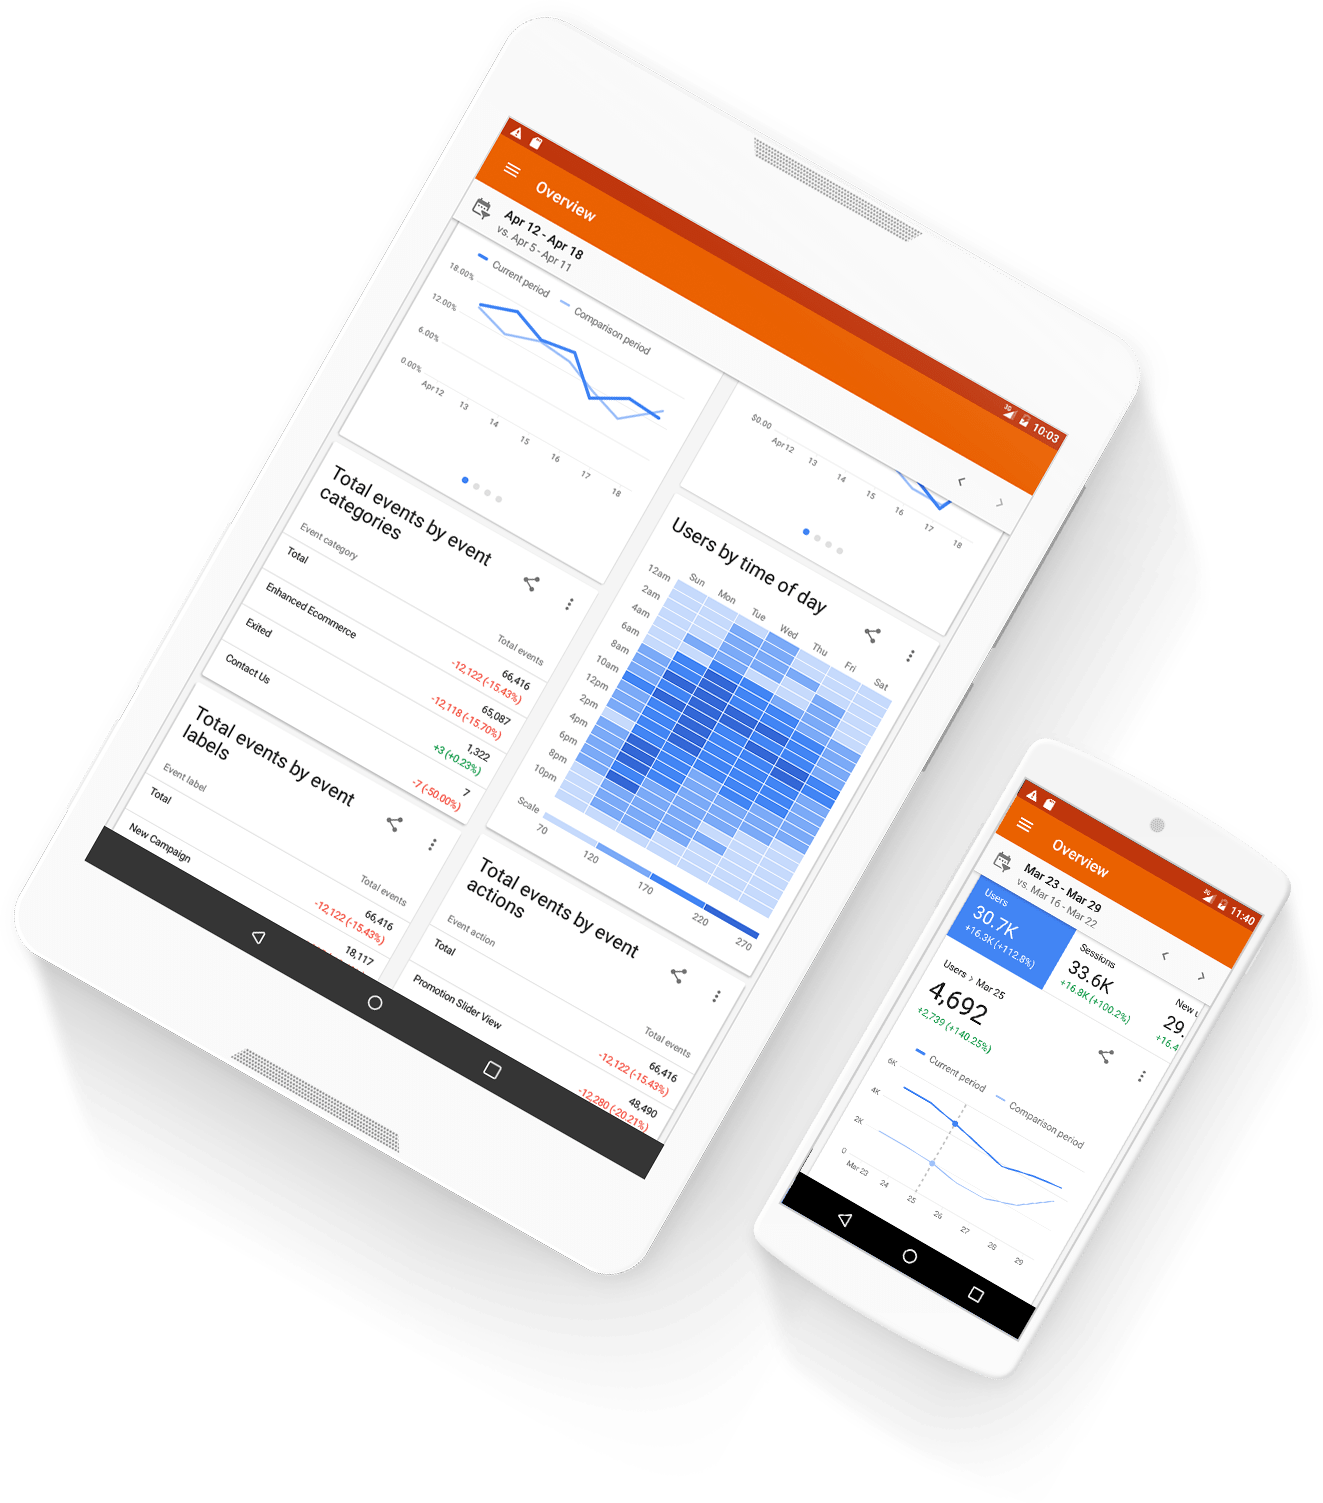 Overview
10:03
Apr 12 - Apr 18
vs. Apr 5 - Apr 11
Current period
Comparison period
18.00%
12.00%
6.00%
0.00%
Apr 12
13
14
15
16
17
18
$0.00
Apr 12
13
14
15
16
17
18
Total events by event
categories
Event category
Total events
Total
66,416
-12,122 (-15.43%)
Enhanced Ecommerce
65,087
-12,118 (-15.70%)
Exited
1,322
+3 (+0.23%)
Contact Us
7
-7 (-50.00%)
Users by time of day
Sun
Mon
Tue
Wed
Thu
Fri
Sat
12am
2am
4am
6am
8am
10am
12pm
2pm
4pm
6pm
8pm
10pm
Scale
70
120
170
220
270
Total events by event
labels
Event label
Total events
Total
66,416
-12,122 (-15.43%)
New Campaign
18,117
Total events by event
actions
Event action
Total events
Total
66,416
-12,122 (-15.43%)
Promotion Slider View
48,490
-12,280 (-20.21%)
3G
11:40
Overview
Mar 23 - Mar 29
vs. Mar 16 - Mar 22
Users
30.7K
+16.3K (+112.8%)
Sessions
33.6K
+16.8K (+100.2%)
New
29.
+16.4
Users › Mar 25
4,692
+2,739 (+140.25%)
Current period
Comparison period
6K
4K
2K
0
Mar 23
24
25
26
27
28
29